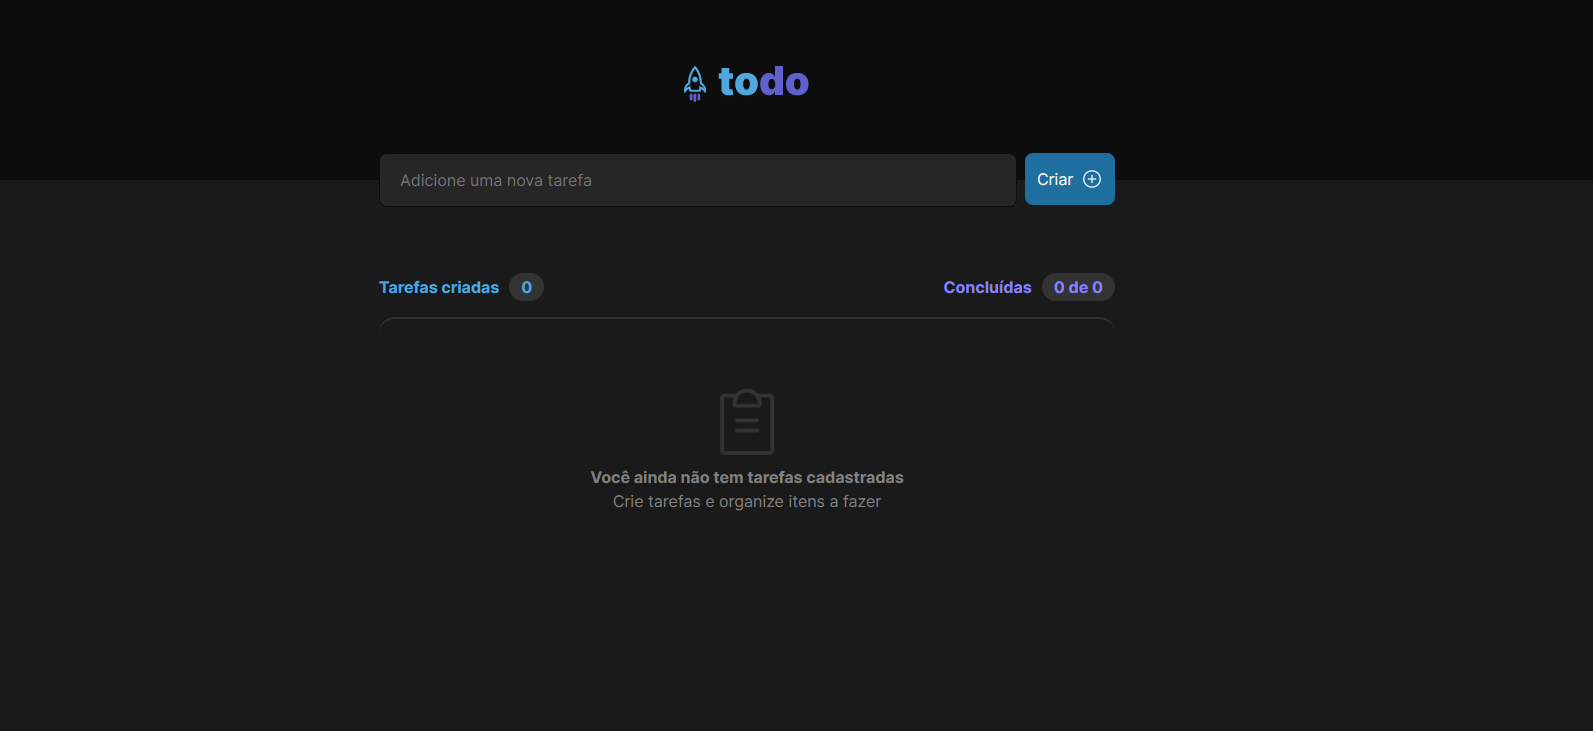 todo
Adicione uma nova tarefa
Criar
Tarefas criadas 0
Concluídas 0 de 0
Você ainda não tem tarefas cadastradas
Crie tarefas e organize itens a fazer